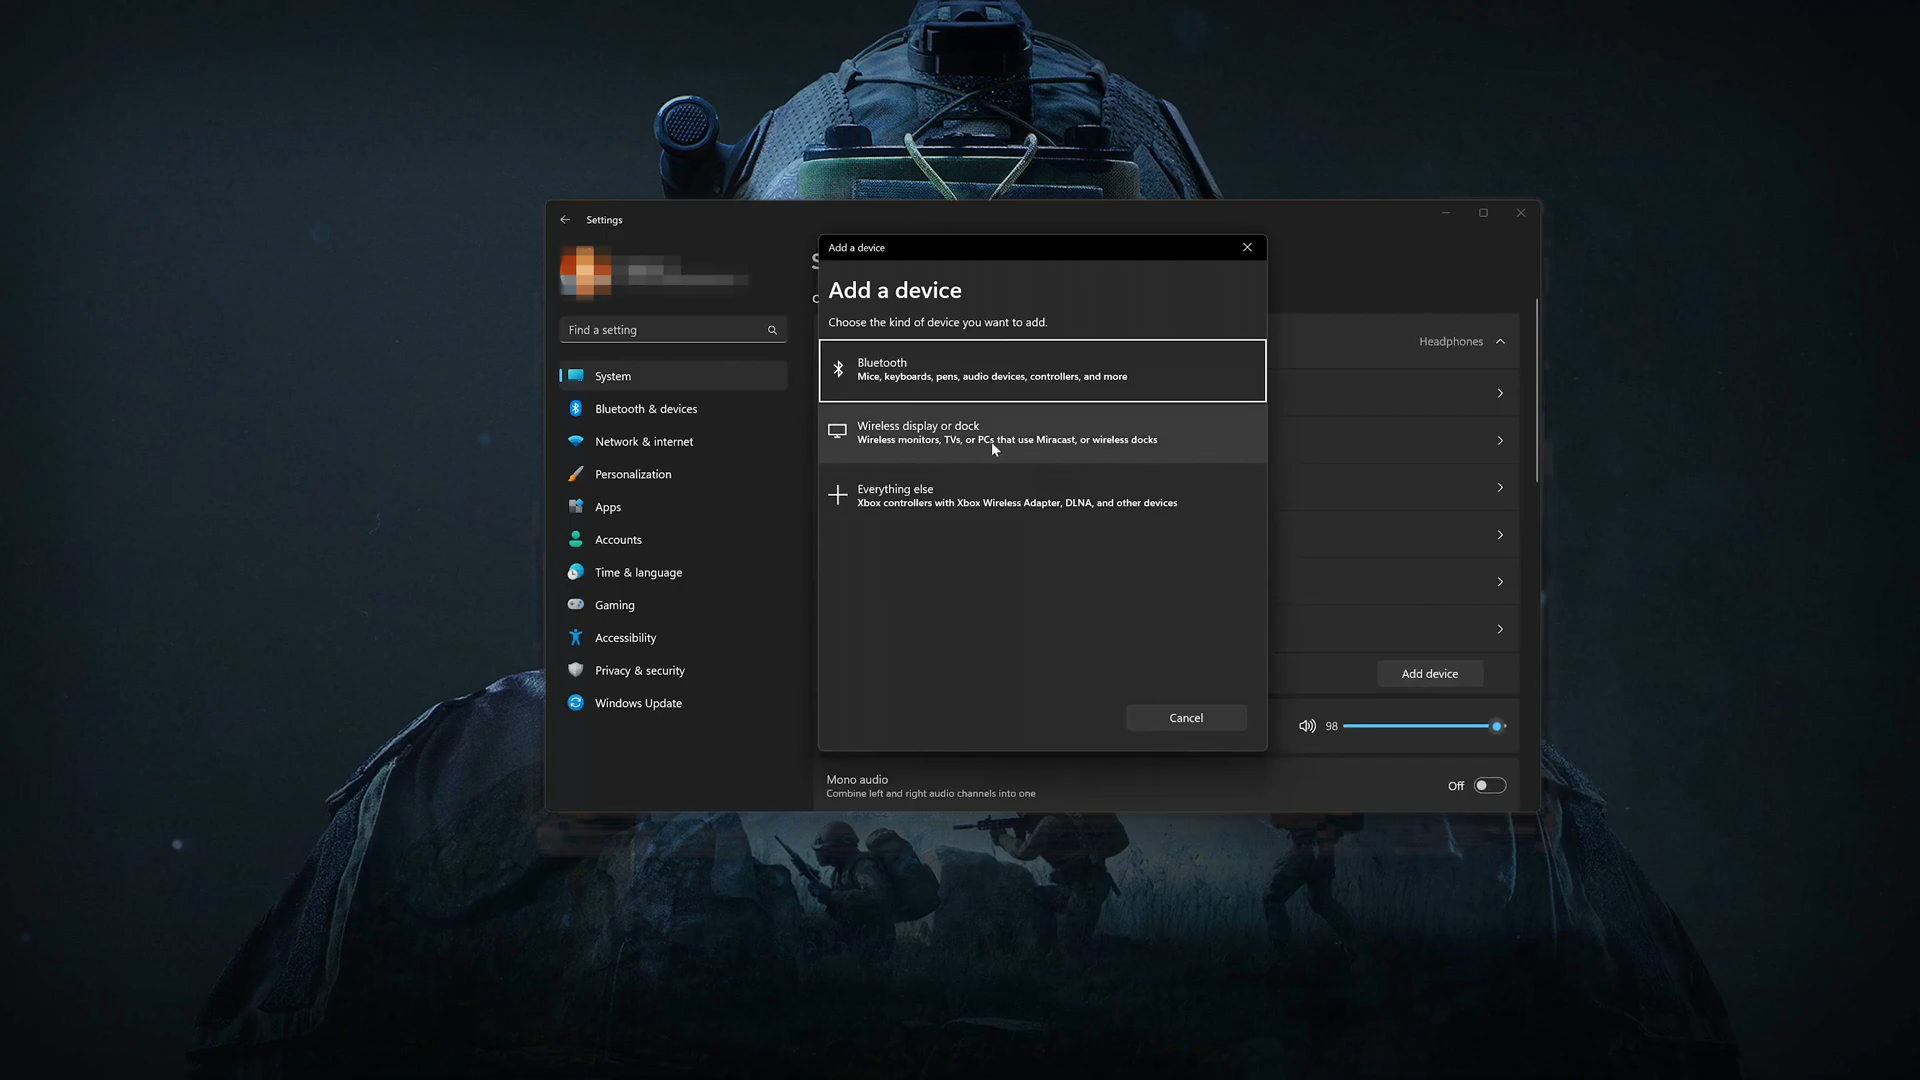 Settings
Add a device
Add a device
Choose the kind of device you want to add.
Find a setting
Bluetooth
Mice, keyboards, pens, audio devices, controllers, and more
Headphones
System
Bluetooth & devices
Wireless display or dock
Wireless monitors, TVs, or PCs that use Miracast, or wireless docks
Network & internet
Personalization
Everything else
Xbox controllers with Xbox Wireless Adapter, DLNA, and other devices
Apps
Accounts
Time & language
Gaming
Accessibility
Privacy & security
Add device
Windows Update
Cancel
98
Mono audio
Combine left and right audio channels into one
Off